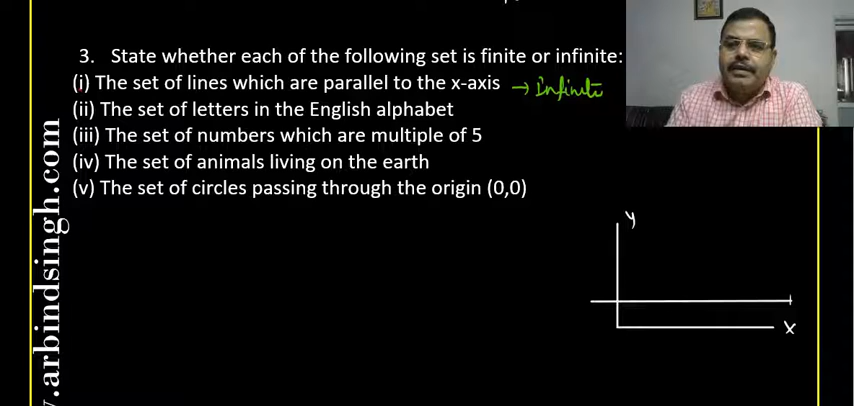 3. State whether each of the following set is finite or infinite:
(i) The set of lines which are parallel to the x-axis → Infinite
(ii) The set of letters in the English alphabet
(iii) The set of numbers which are multiple of 5
(iv) The set of animals living on the earth
(v) The set of circles passing through the origin (0,0)
y
x
.arbindsingh.com